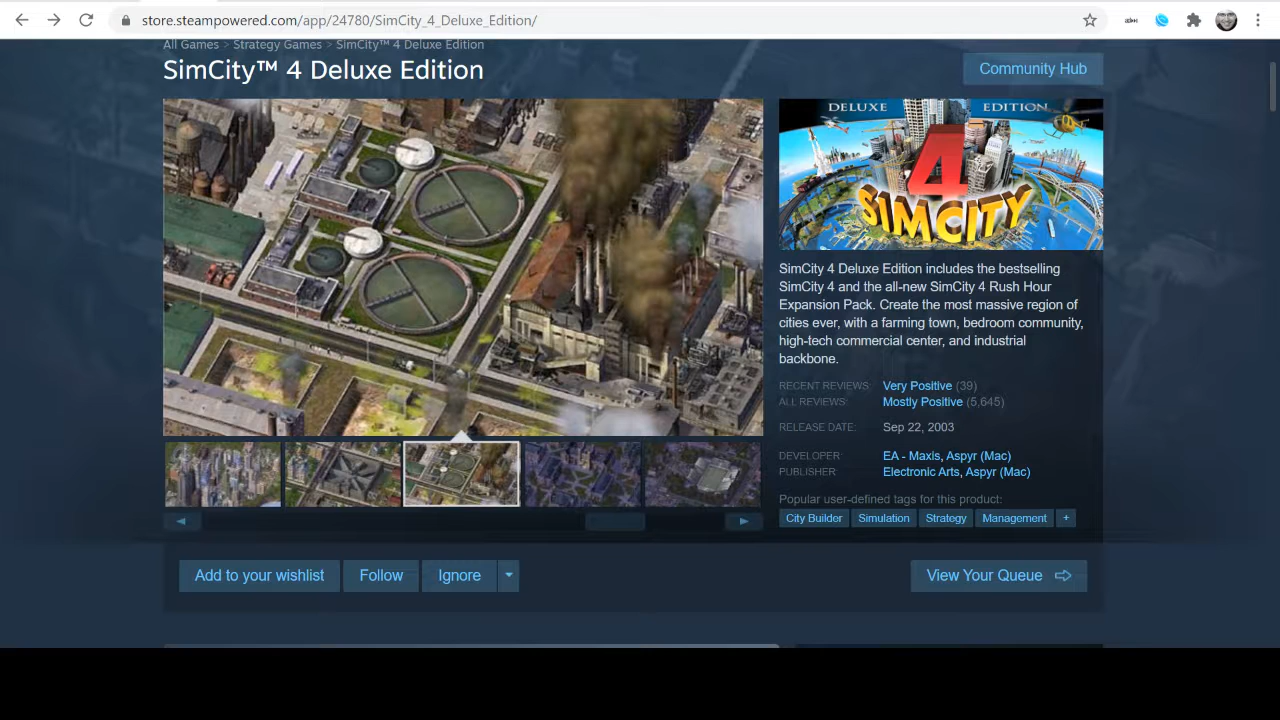 store.steampowered.com/app/24780/SimCity_4_Deluxe_Edition/
All Games > Strategy Games > SimCity™ 4 Deluxe Edition
SimCity™ 4 Deluxe Edition
Community Hub
DELUXE EDITION
4
SIMCITY
SimCity 4 Deluxe Edition includes the bestselling
SimCity 4 and the all-new SimCity 4 Rush Hour
Expansion Pack. Create the most massive region of
cities ever, with a farming town, bedroom community,
high-tech commercial center, and industrial
backbone.
RECENT REVIEWS: Very Positive (39)
ALL REVIEWS: Mostly Positive (5,645)
RELEASE DATE: Sep 22, 2003
DEVELOPER: EA - Maxis, Aspyr (Mac)
PUBLISHER: Electronic Arts, Aspyr (Mac)
Popular user-defined tags for this product:
City Builder Simulation Strategy Management +
Add to your wishlist Follow Ignore View Your Queue